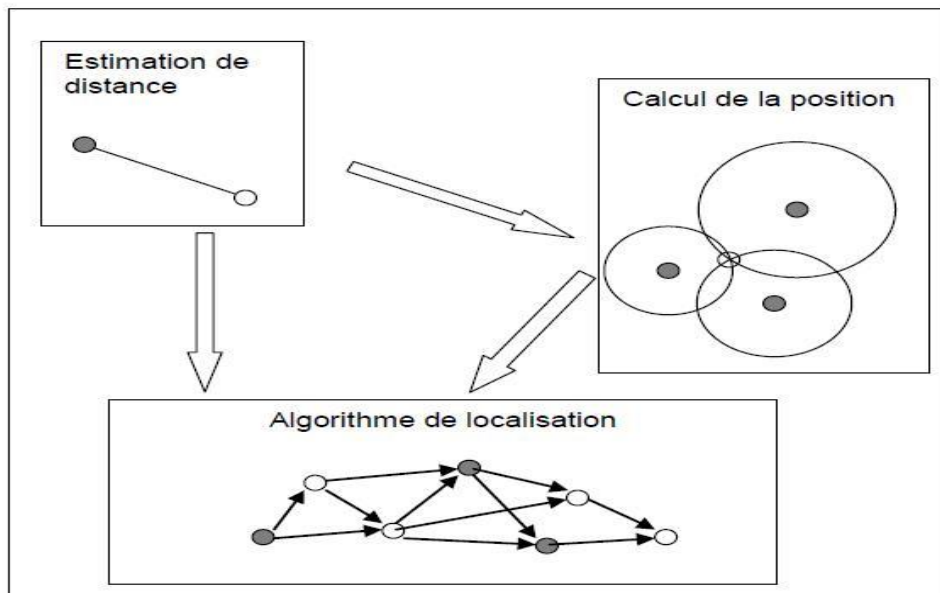 Estimation de
distance
Calcul de la position
Algorithme de localisation